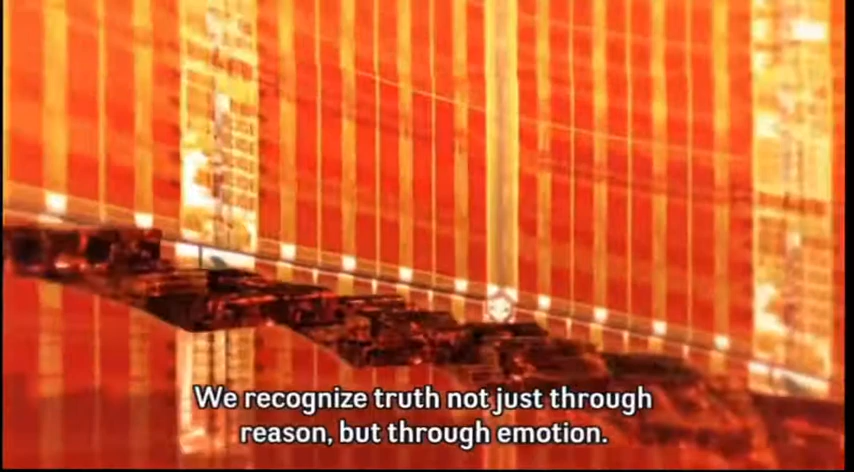 We recognize truth not just through
reason, but through emotion.